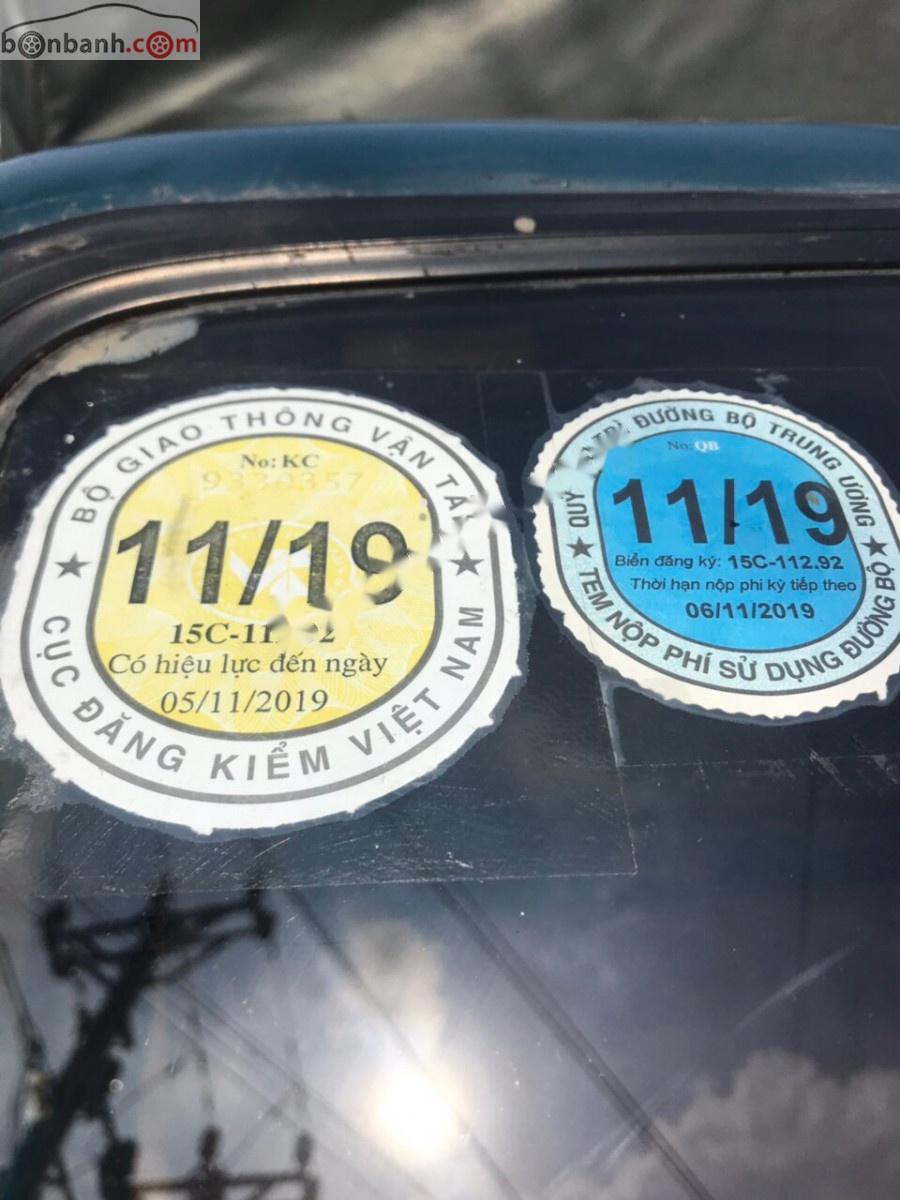 bonbanh.com
BỘ GIAO THÔNG VẬN TẢI
No: KC
9330357
11/19
Có hiệu lực đến ngày
05/11/2019
CỤC ĐĂNG KIỂM VIỆT NAM
QUỸ ĐƯỜNG BỘ TRUNG ƯƠNG
No: QB
11/19
Biển đăng ký: 15C-112.92
Thời hạn nộp phí kỳ tiếp theo
06/11/2019
TEM NỘP PHÍ SỬ DỤNG ĐƯỜNG BỘ